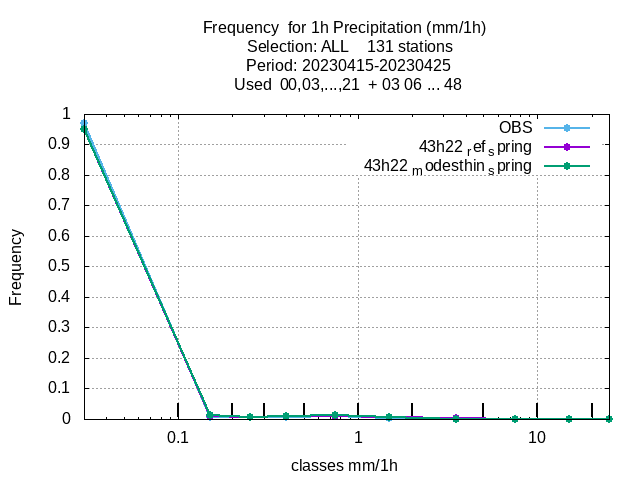 Frequency  for 1h Precipitation (mm/1h)
Selection: ALL    131 stations
Period: 20230415-20230425
Used  00,03,...,21  + 03 06 ... 48
1
OBS
0.9
43h22 ref spring
43h22 modesthin spring
0.8
0.7
0.6
0.5
0.4
0.3
0.2
0.1
0
0.1 1 10
Frequency
classes mm/1h